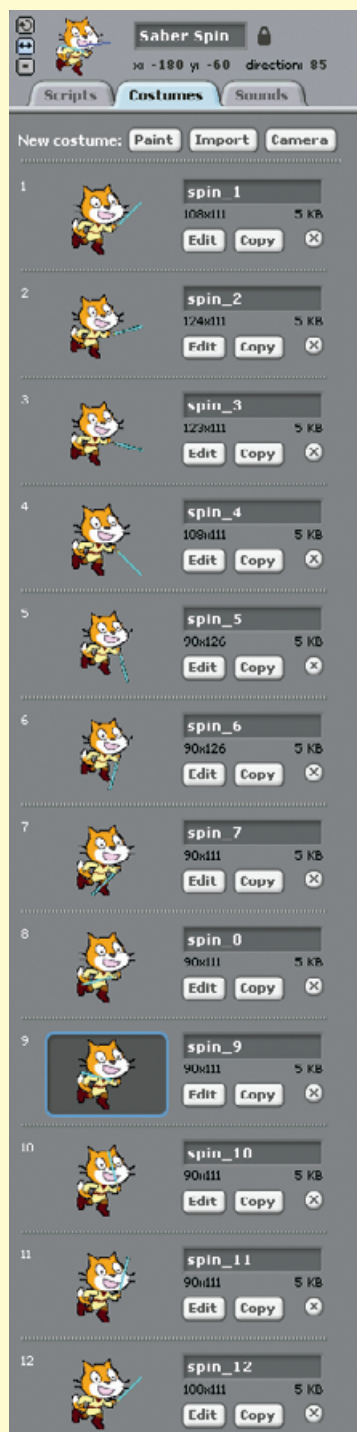 Saber Spin
x: -180 y: -60 direction: 85
Scripts Costumes Sounds
New costume: Paint Import Camera
1 spin_1
108x111 5 KB
Edit Copy
2 spin_2
124x111 5 KB
Edit Copy
3 spin_3
123x111 5 KB
Edit Copy
4 spin_4
108x111 5 KB
Edit Copy
5 spin_5
90x126 5 KB
Edit Copy
6 spin_6
90x126 5 KB
Edit Copy
7 spin_7
90x111 5 KB
Edit Copy
8 spin_8
90x111 5 KB
Edit Copy
9 spin_9
90x111 5 KB
Edit Copy
10 spin_10
90x111 5 KB
Edit Copy
11 spin_11
90x111 5 KB
Edit Copy
12 spin_12
100x111 5 KB
Edit Copy